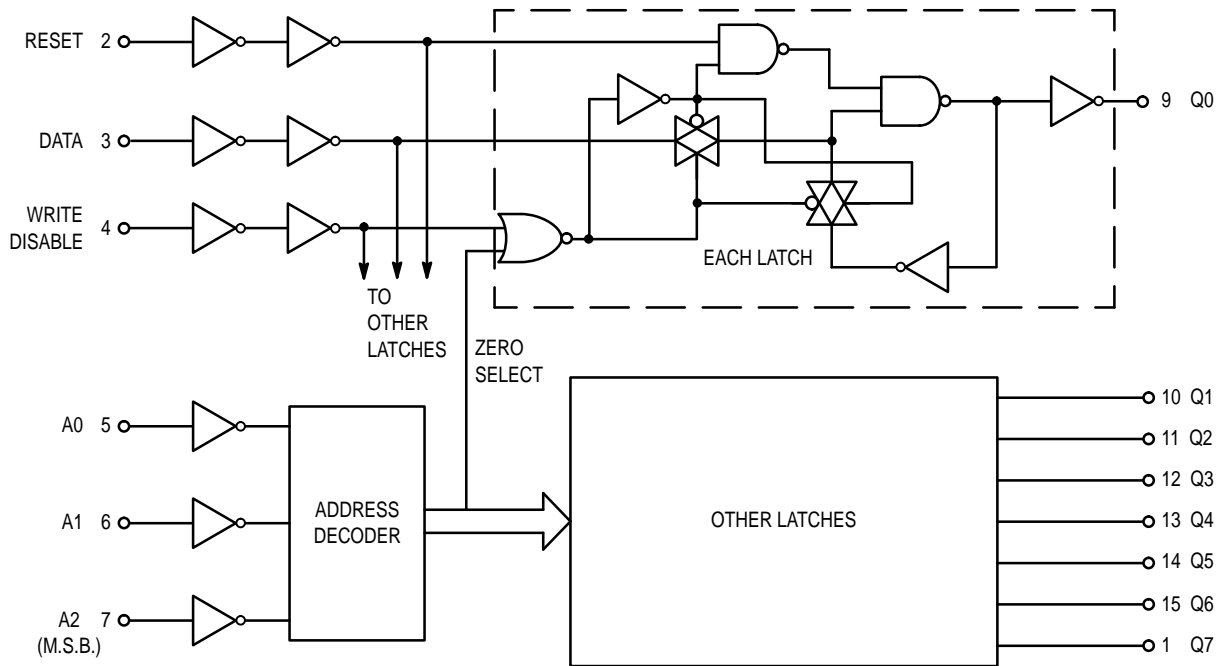 RESET 2
DATA 3
WRITE
DISABLE 4
9 Q0
EACH LATCH
TO
OTHER
LATCHES
ZERO
SELECT
A0 5
A1 6
A2 7
(M.S.B.)
ADDRESS
DECODER
OTHER LATCHES
10 Q1
11 Q2
12 Q3
13 Q4
14 Q5
15 Q6
1 Q7